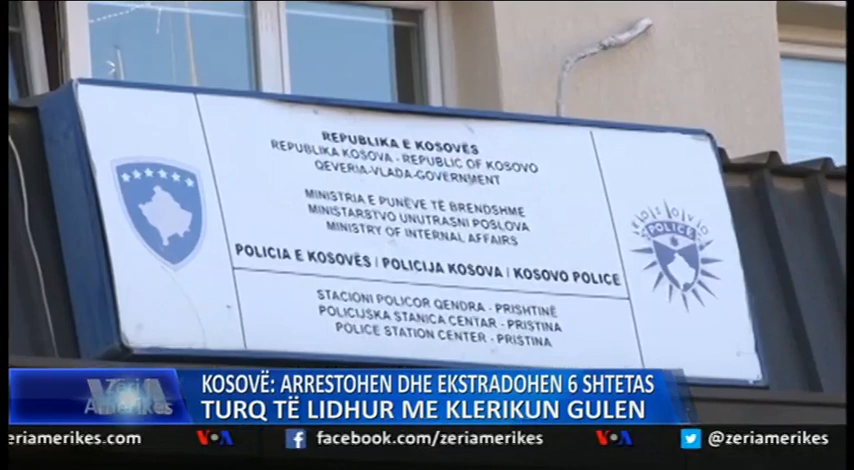 REPUBLIKA E KOSOVËS
REPUBLIKA KOSOVA - REPUBLIC OF KOSOVO
QEVERIA-VLADA-GOVERNMENT
MINISTRIA E PUNËVE TË BRENDSHME
MINISTARSTVO UNUTRASNI POSLOVA
MINISTRY OF INTERNAL AFFAIRS
POLICIA E KOSOVËS / POLICIJA KOSOVA / KOSOVO POLICE
STACIONI POLICOR QENDRA - PRISHTINË
POLICIJSKA STANICA CENTAR - PRISTINA
POLICE STATION CENTER - PRISTINA
POLICE
VOA
Zëri i Amerikës
KOSOVË: ARRESTOHEN DHE EKSTRADOHEN 6 SHTETAS
TURQ TË LIDHUR ME KLERIKUN GULEN
zeriamerikes.com VOA facebook.com/zeriamerikes VOA @zeriamerikes